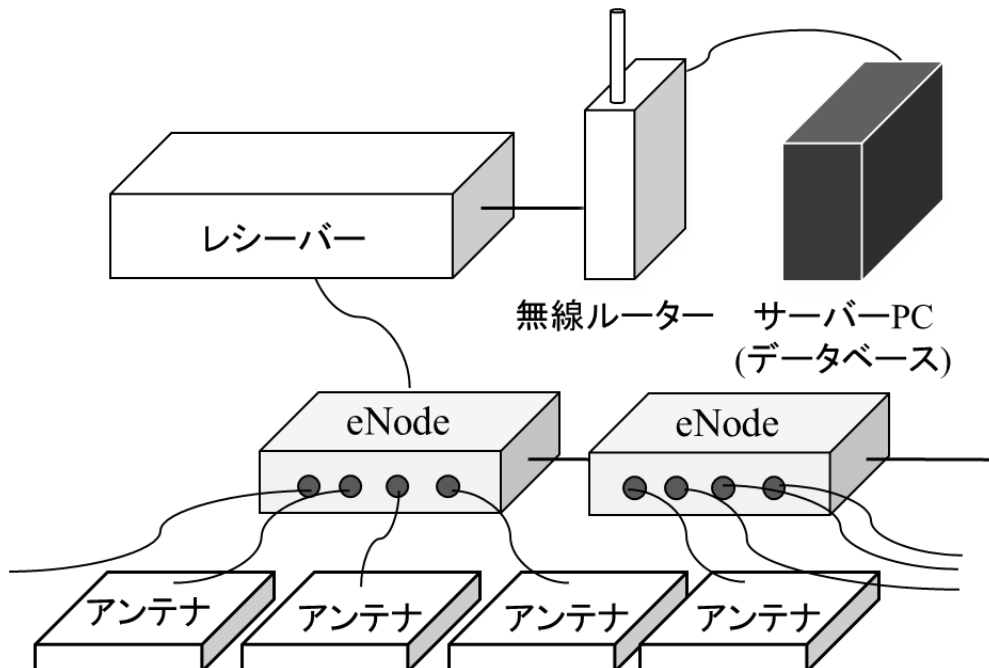 レシーバー
無線ルーター
サーバーPC
(データベース)
eNode
eNode
アンテナ
アンテナ
アンテナ
アンテナ